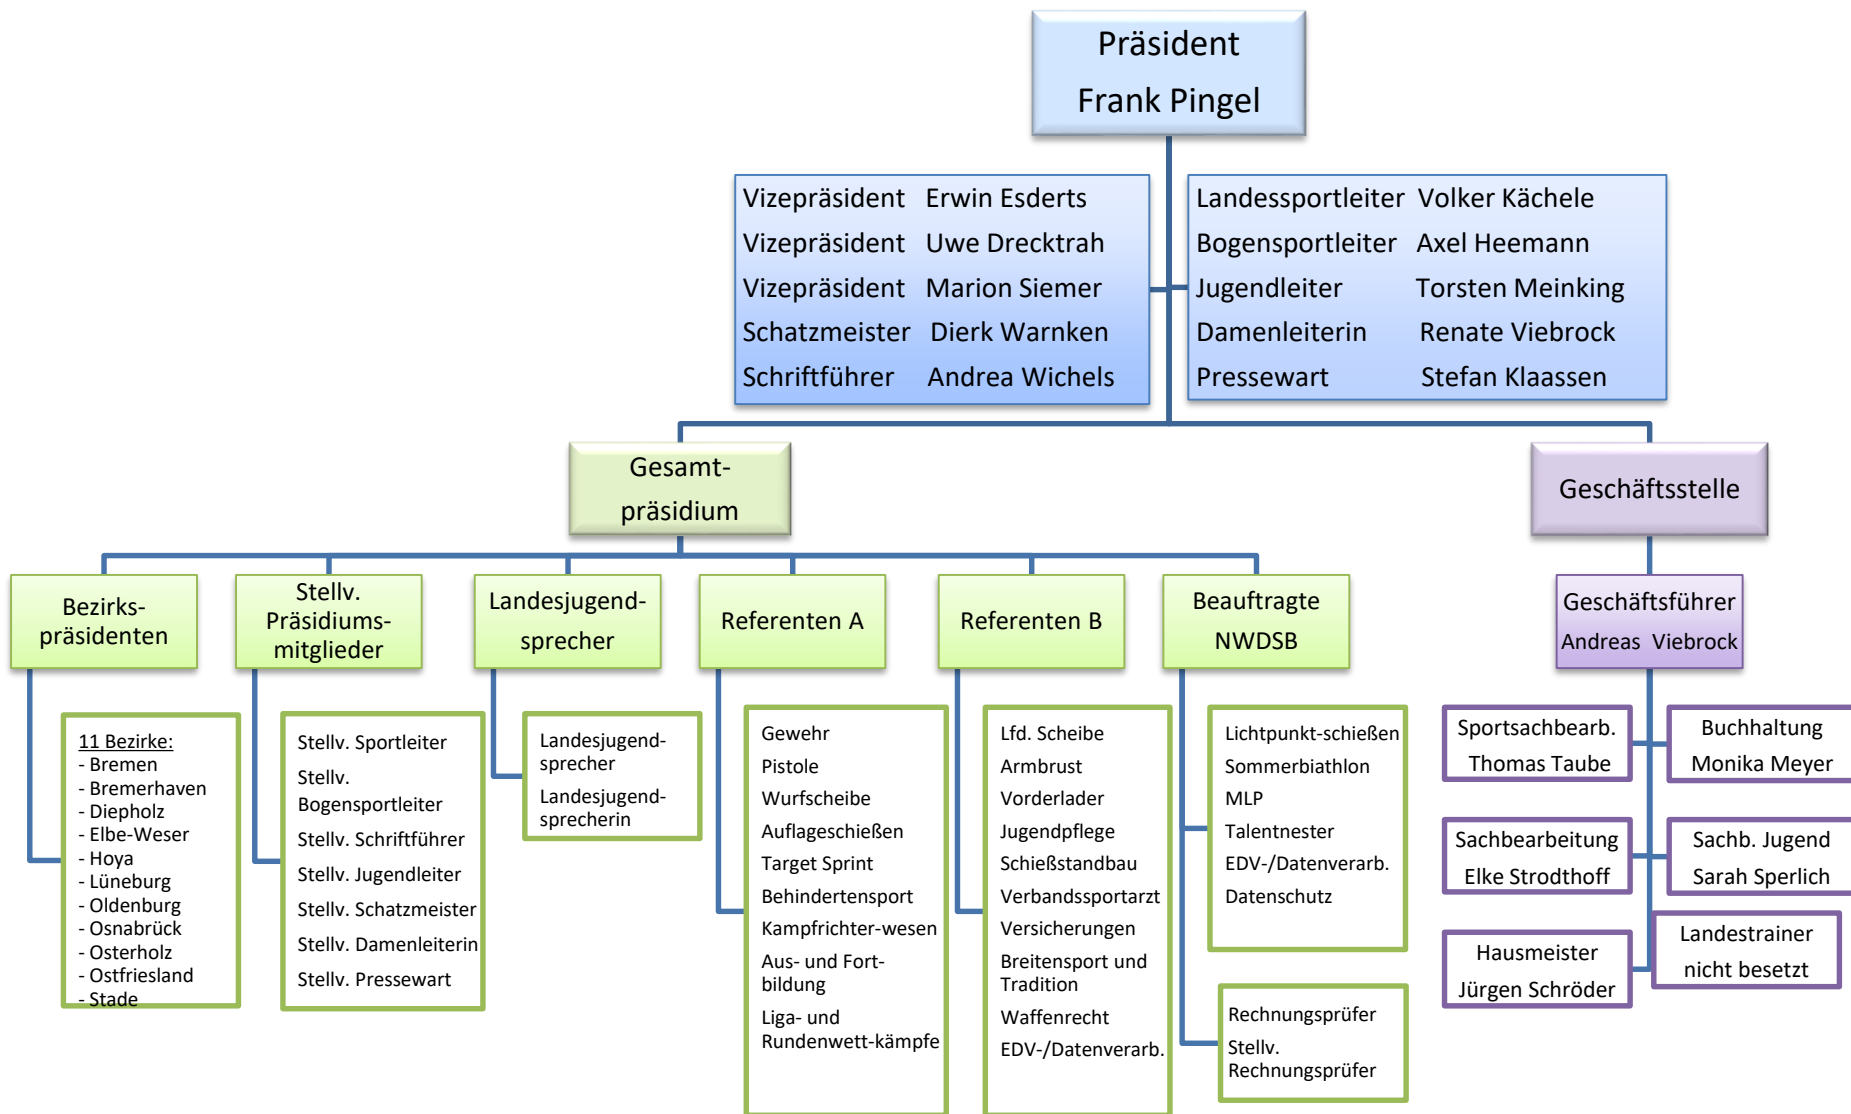 Präsident
Frank Pingel
Vizepräsident Erwin Esderts
Vizepräsident Uwe Drecktrah
Vizepräsident Marion Siemer
Schatzmeister Dierk Warnken
Schriftführer Andrea Wichels
Landessportleiter Volker Kächele
Bogensportleiter Axel Heemann
Jugendleiter Torsten Meinking
Damenleiterin Renate Viebrock
Pressewart Stefan Klaassen
Gesamt-
präsidium
Geschäftsstelle
Bezirks-
präsidenten
Stellv.
Präsidiums-
mitglieder
Landesjugend-
sprecher
Referenten A
Referenten B
Beauftragte
NWDSB
Geschäftsführer
Andreas Viebrock
11 Bezirke:
- Bremen
- Bremerhaven
- Diepholz
- Elbe-Weser
- Hoya
- Lüneburg
- Oldenburg
- Osnabrück
- Osterholz
- Ostfriesland
- Stade
Stellv. Sportleiter
Stellv.
Bogensportleiter
Stellv. Schriftführer
Stellv. Jugendleiter
Stellv. Schatzmeister
Stellv. Damenleiterin
Stellv. Pressewart
Landesjugend-
sprecher
Landesjugend-
sprecherin
Gewehr
Pistole
Wurfscheibe
Auflageschießen
Target Sprint
Behindertensport
Kampfrichter-wesen
Aus- und Fort-
bildung
Liga- und
Rundenwett-kämpfe
Lfd. Scheibe
Armbrust
Vorderlader
Jugendpflege
Schießstandbau
Verbandssportarzt
Versicherungen
Breitensport und
Tradition
Waffenrecht
EDV-/Datenverarb.
Lichtpunkt-schießen
Sommerbiathlon
MLP
Talentnester
EDV-/Datenverarb.
Datenschutz
Rechnungsprüfer
Stellv.
Rechnungsprüfer
Sportsachbearb.
Thomas Taube
Buchhaltung
Monika Meyer
Sachbearbeitung
Elke Strodthoff
Sachb. Jugend
Sarah Sperlich
Hausmeister
Jürgen Schröder
Landestrainer
nicht besetzt